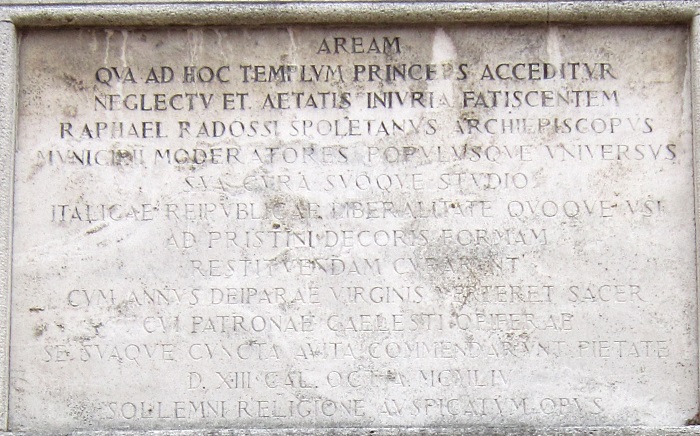 AREAM
QVA AD HOC TEMPLVM PRINCEPS ACCEDITVR
NEGLECTV ET AETATIS INIVRIA FATISCENTEM
RAPHAEL RADOSSI SPOLETANVS ARCHIEPISCOPVS
MVNICIPII MODERATORES POPVLVSQVE VNIVERSVS
SVA CVRA SVOQVE STVDIO
ITALICAE REIPVBLICAE LIBERALITATE QVOQVE VSI
AD PRISTINI DECORIS FORMAM
RESTITVENDAM CVRARVNT
CVM ANNVS DEIPARAE VIRGINIS VERTERET SACER
CVI PATRONAE CAELESTI OPIFERAE
SE SVAQVE CVNCTA AVITA COMMENDARVNT PIETATE
D. XIII CAL. OCT. A. MCMLIV
SOLLEMNI RELIGIONE AVSPICATVM OPVS